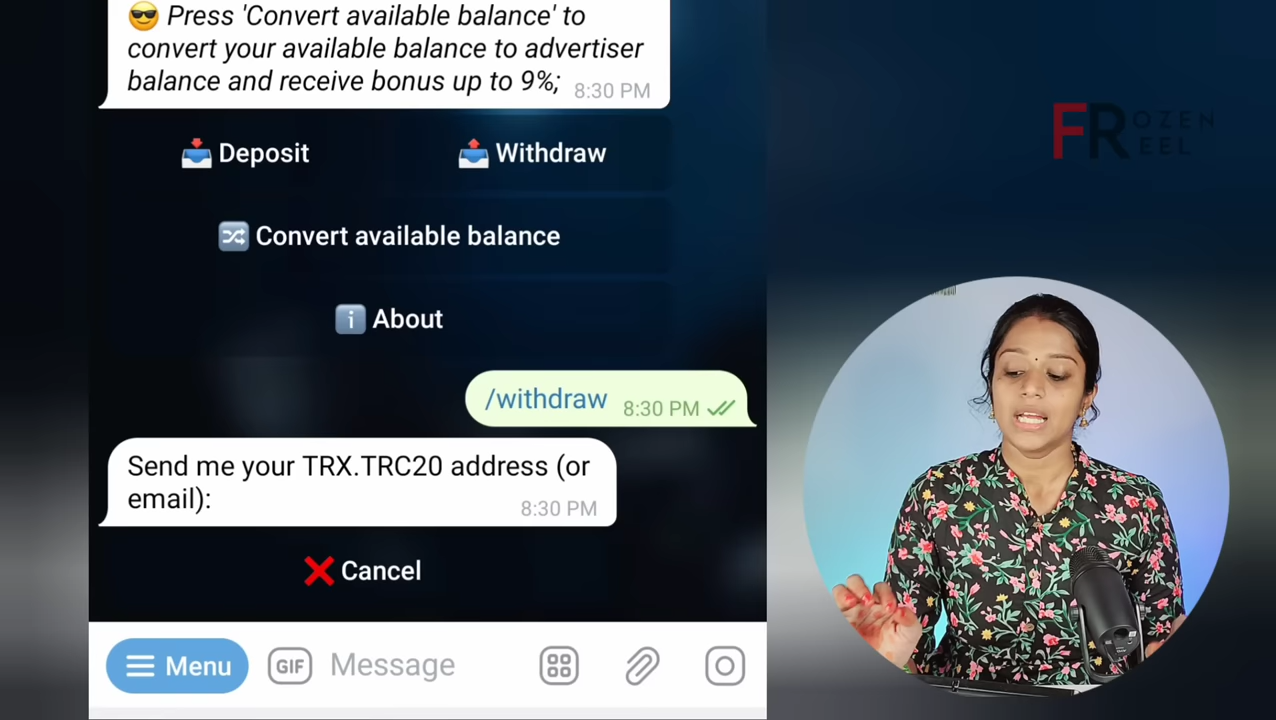 😎 Press 'Convert available balance' to
convert your available balance to advertiser
balance and receive bonus up to 9%;
8:30 PM
FROZEN
REEL
📥 Deposit
📤 Withdraw
🔀 Convert available balance
ℹ️ About
/withdraw 8:30 PM
Send me your TRX.TRC20 address (or
email):
8:30 PM
❌ Cancel
Menu GIF Message